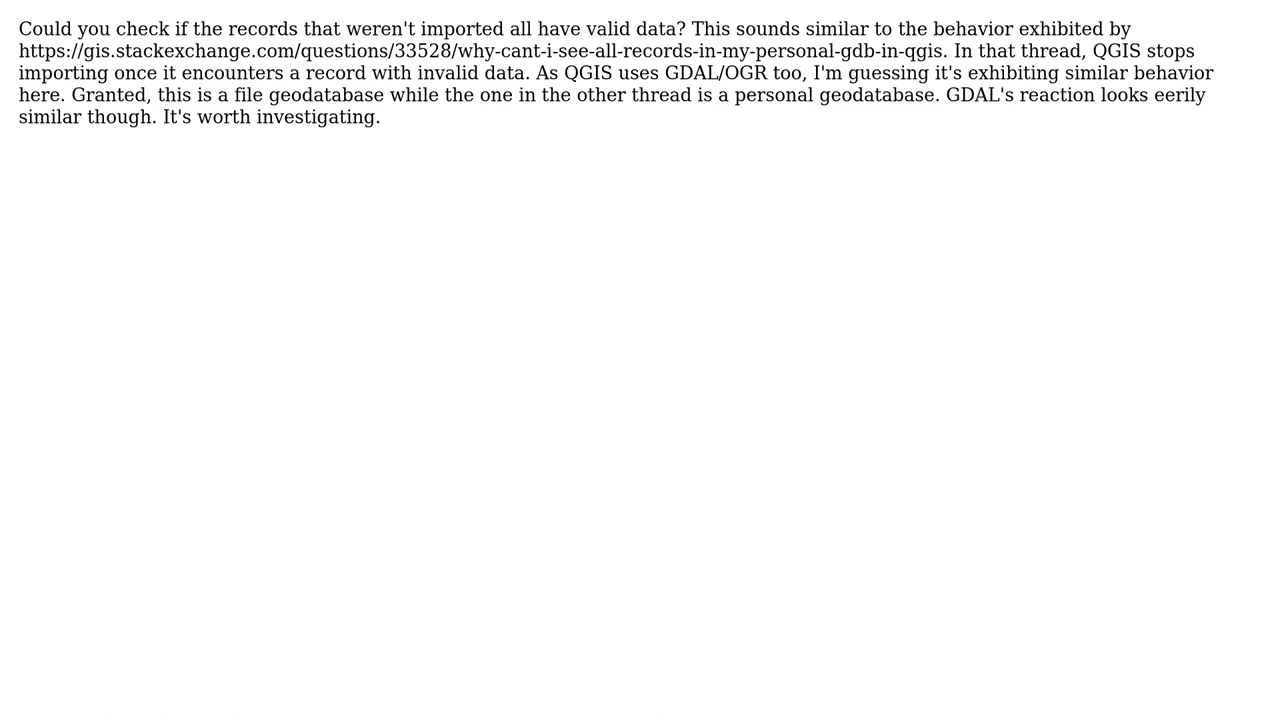 Could you check if the records that weren't imported all have valid data? This sounds similar to the behavior exhibited by
https://gis.stackexchange.com/questions/33528/why-cant-i-see-all-records-in-my-personal-gdb-in-qgis. In that thread, QGIS stops
importing once it encounters a record with invalid data. As QGIS uses GDAL/OGR too, I'm guessing it's exhibiting similar behavior
here. Granted, this is a file geodatabase while the one in the other thread is a personal geodatabase. GDAL's reaction looks eerily
similar though. It's worth investigating.